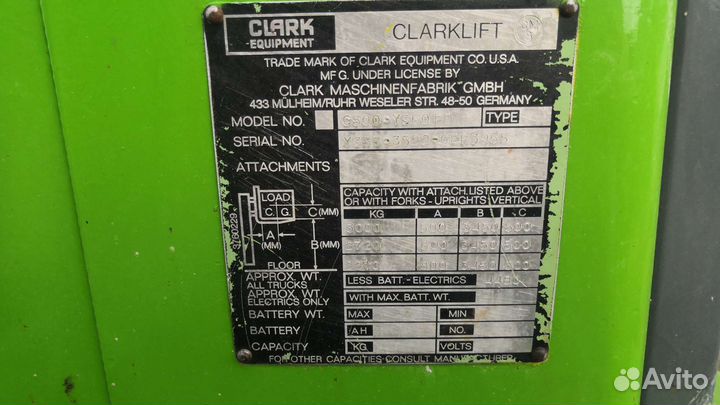 CLARK CLARKLIFT
EQUIPMENT
TRADE MARK OF CLARK EQUIPMENT CO. U.S.A.
MFG. UNDER LICENSE BY
CLARK MASCHINENFABRIK GMBH
433 MÜLHEIM/RUHR WESELER STR. 48-50 GERMANY
MODEL NO. TYPE
SERIAL NO.
ATTACHMENTS
CAPACITY WITH ATTACH. LISTED ABOVE
OR WITH FORKS - UPRIGHTS VERTICAL
LOAD
C. G.
C (MM)
A
(MM)
B (MM)
FLOOR
3760229
KG A B C
3000 500
600
APPROX. WT.
ALL TRUCKS
LESS BATT. - ELECTRICS
APPROX. WT.
ELECTRICS ONLY
WITH MAX. BATT. WT.
BATTERY WT. MAX MIN
BATTERY AH NO.
CAPACITY KG VOLTS
FOR OTHER CAPACITIES CONSULT MANUFACTURER
Avito